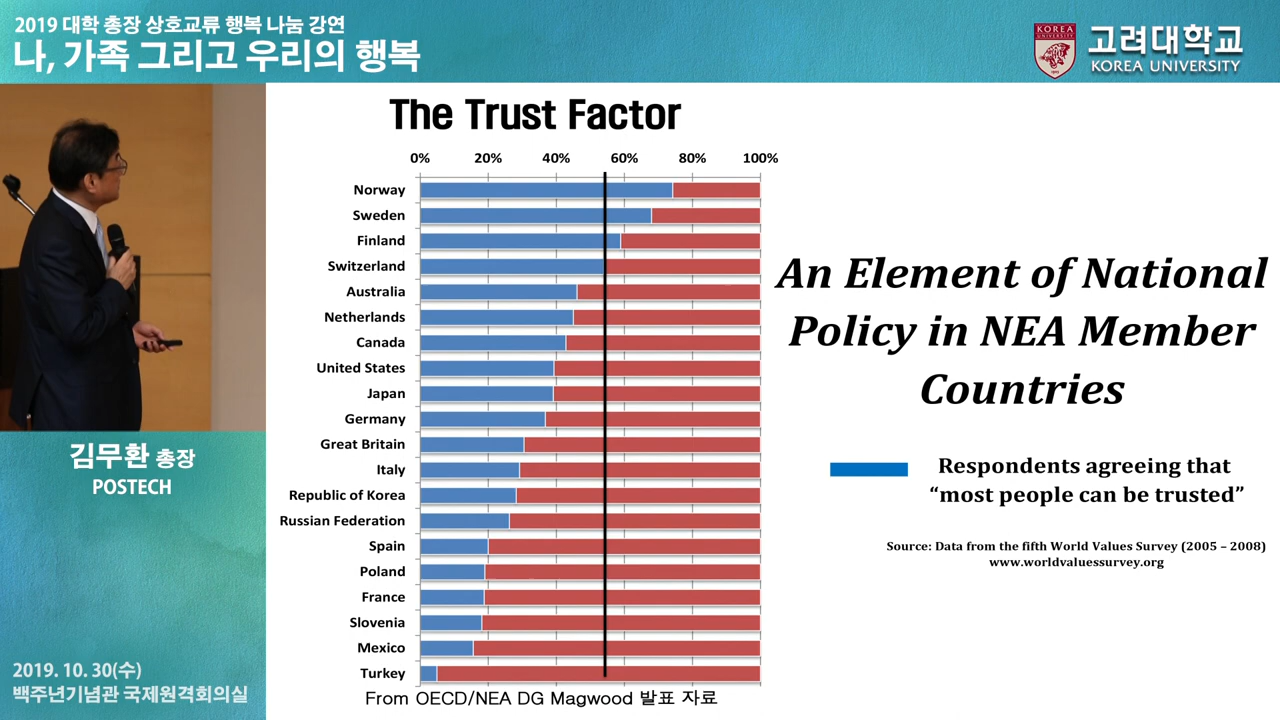 2019 대학 총장 상호교류 행복 나눔 강연
나, 가족 그리고 우리의 행복
KOREA
UNIVERSITY
1905
고려대학교
KOREA UNIVERSITY
김무환 총장
POSTECH
2019. 10. 30(수)
백주년기념관 국제원격회의실
The Trust Factor
0% 20% 40% 60% 80% 100%
Norway
Sweden
Finland
Switzerland
Australia
Netherlands
Canada
United States
Japan
Germany
Great Britain
Italy
Republic of Korea
Russian Federation
Spain
Poland
France
Slovenia
Mexico
Turkey
From OECD/NEA DG Magwood 발표 자료
An Element of National
Policy in NEA Member
Countries
Respondents agreeing that
“most people can be trusted”
Source: Data from the fifth World Values Survey (2005 – 2008)
www.worldvaluessurvey.org